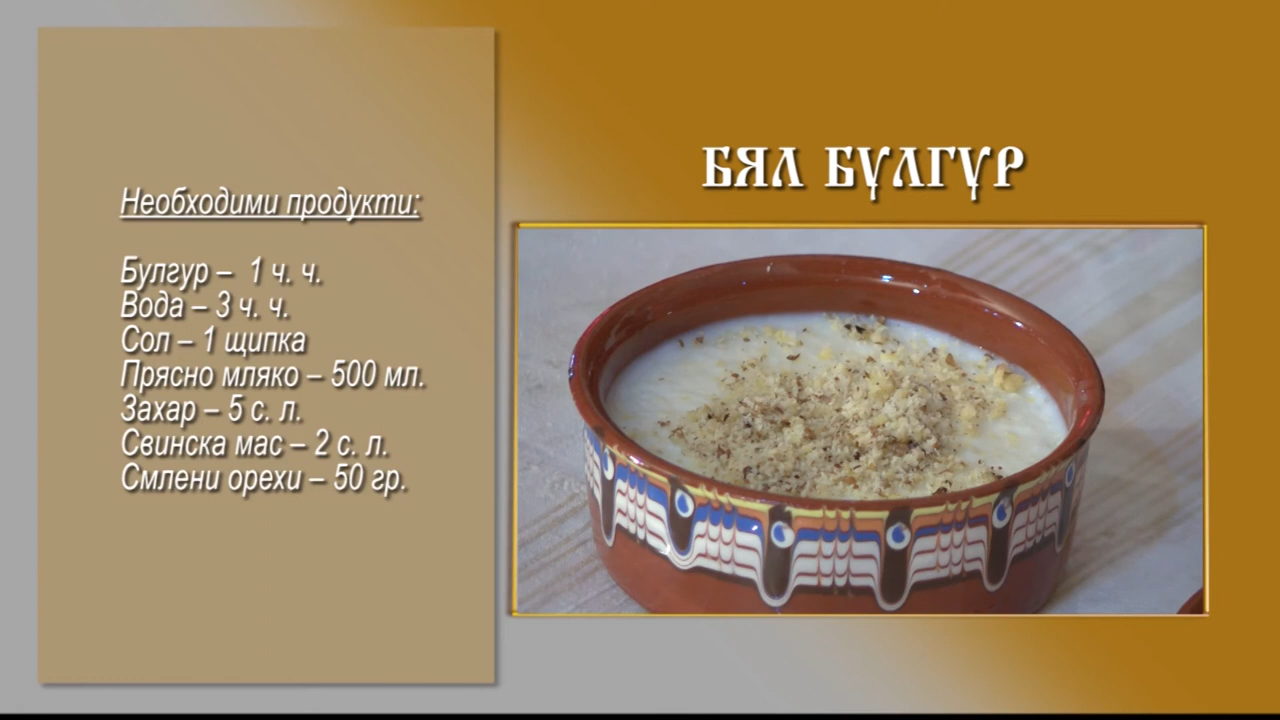 БЯЛ БУЛГУР
Необходими продукти:
Булгур – 1 ч. ч.
Вода – 3 ч. ч.
Сол – 1 щипка
Прясно мляко – 500 мл.
Захар – 5 с. л.
Свинска мас – 2 с. л.
Смлени орехи – 50 гр.